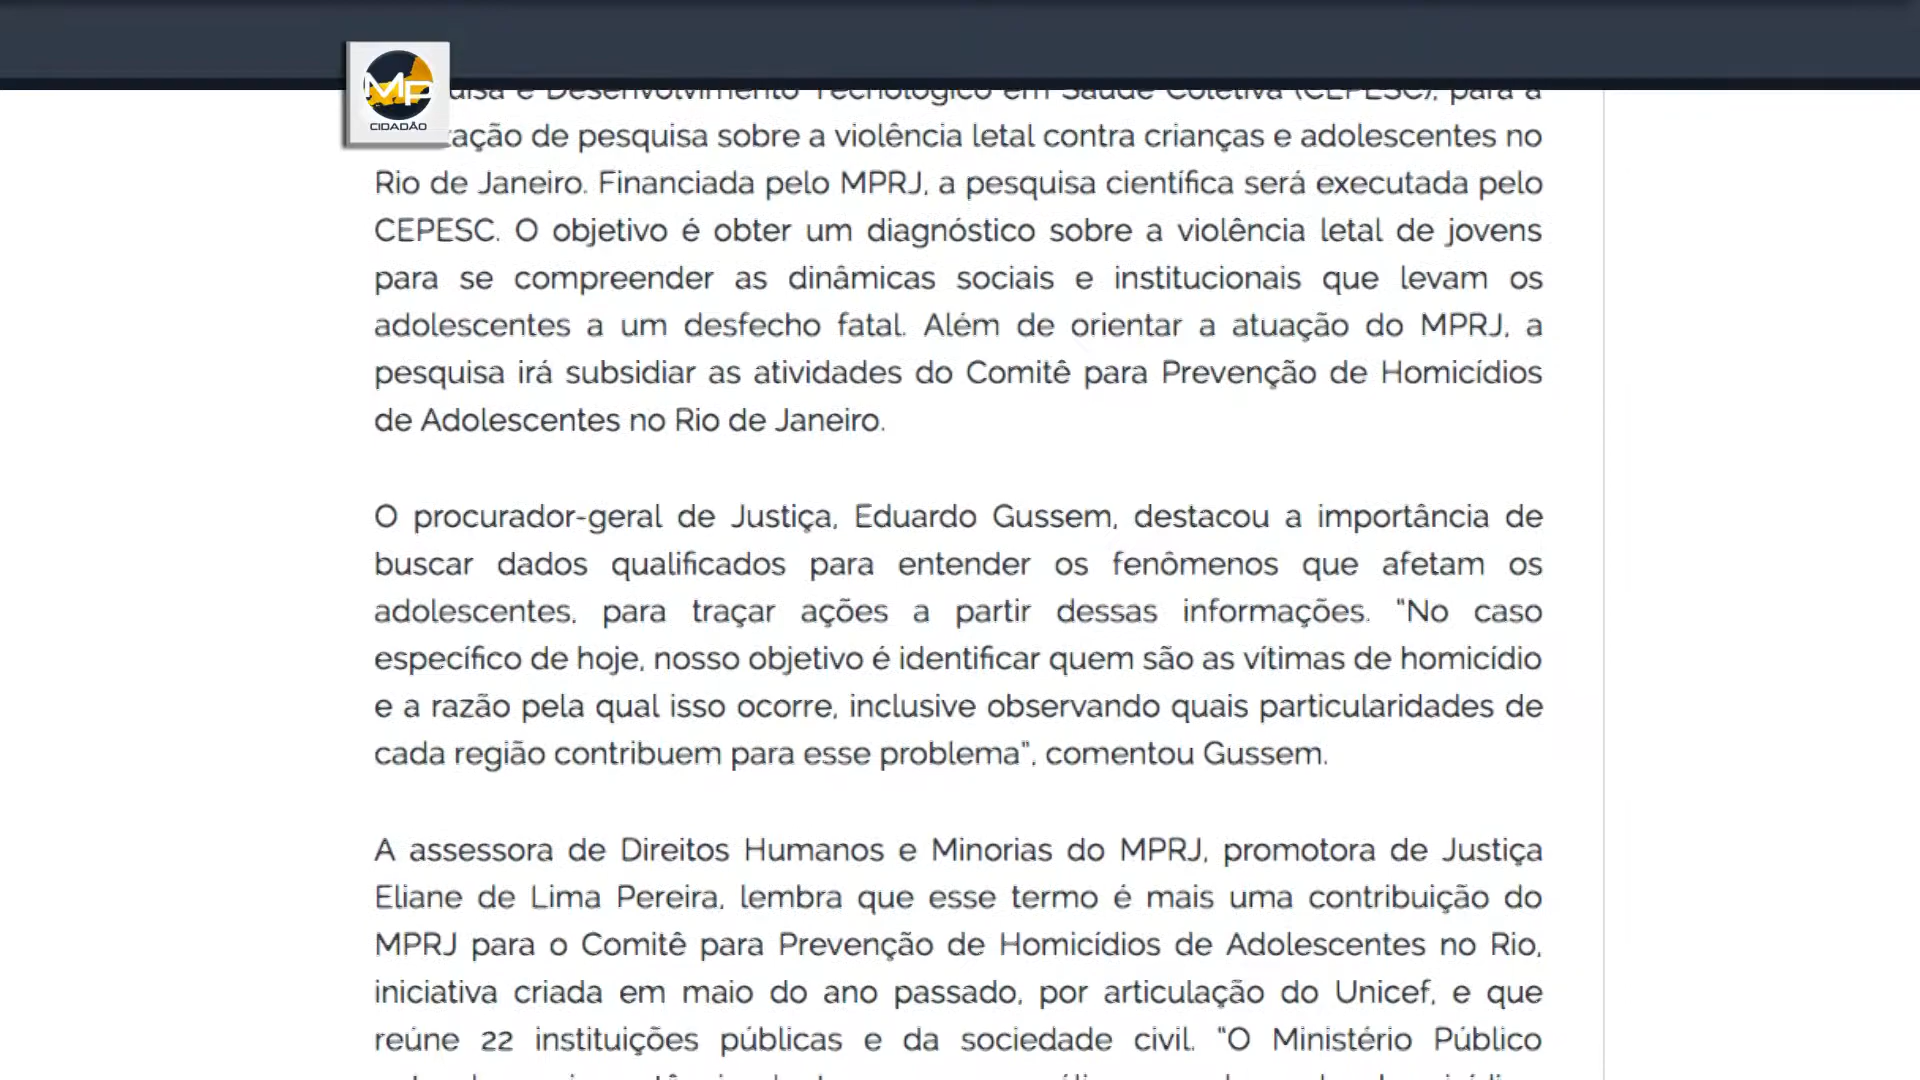 MP
CIDADÃO
e Desenvolvimento Tecnológico em Saúde Coletiva (CEPESC), para a
de pesquisa sobre a violência letal contra crianças e adolescentes no
Rio de Janeiro. Financiada pelo MPRJ, a pesquisa científica será executada pelo
CEPESC. O objetivo é obter um diagnóstico sobre a violência letal de jovens
para se compreender as dinâmicas sociais e institucionais que levam os
adolescentes a um desfecho fatal. Além de orientar a atuação do MPRJ, a
pesquisa irá subsidiar as atividades do Comitê para Prevenção de Homicídios
de Adolescentes no Rio de Janeiro.
O procurador-geral de Justiça, Eduardo Gussem, destacou a importância de
buscar dados qualificados para entender os fenômenos que afetam os
adolescentes, para traçar ações a partir dessas informações. “No caso
específico de hoje, nosso objetivo é identificar quem são as vítimas de homicídio
e a razão pela qual isso ocorre, inclusive observando quais particularidades de
cada região contribuem para esse problema”, comentou Gussem.
A assessora de Direitos Humanos e Minorias do MPRJ, promotora de Justiça
Eliane de Lima Pereira, lembra que esse termo é mais uma contribuição do
MPRJ para o Comitê para Prevenção de Homicídios de Adolescentes no Rio,
iniciativa criada em maio do ano passado, por articulação do Unicef, e que
reúne 22 instituições públicas e da sociedade civil. “O Ministério Público